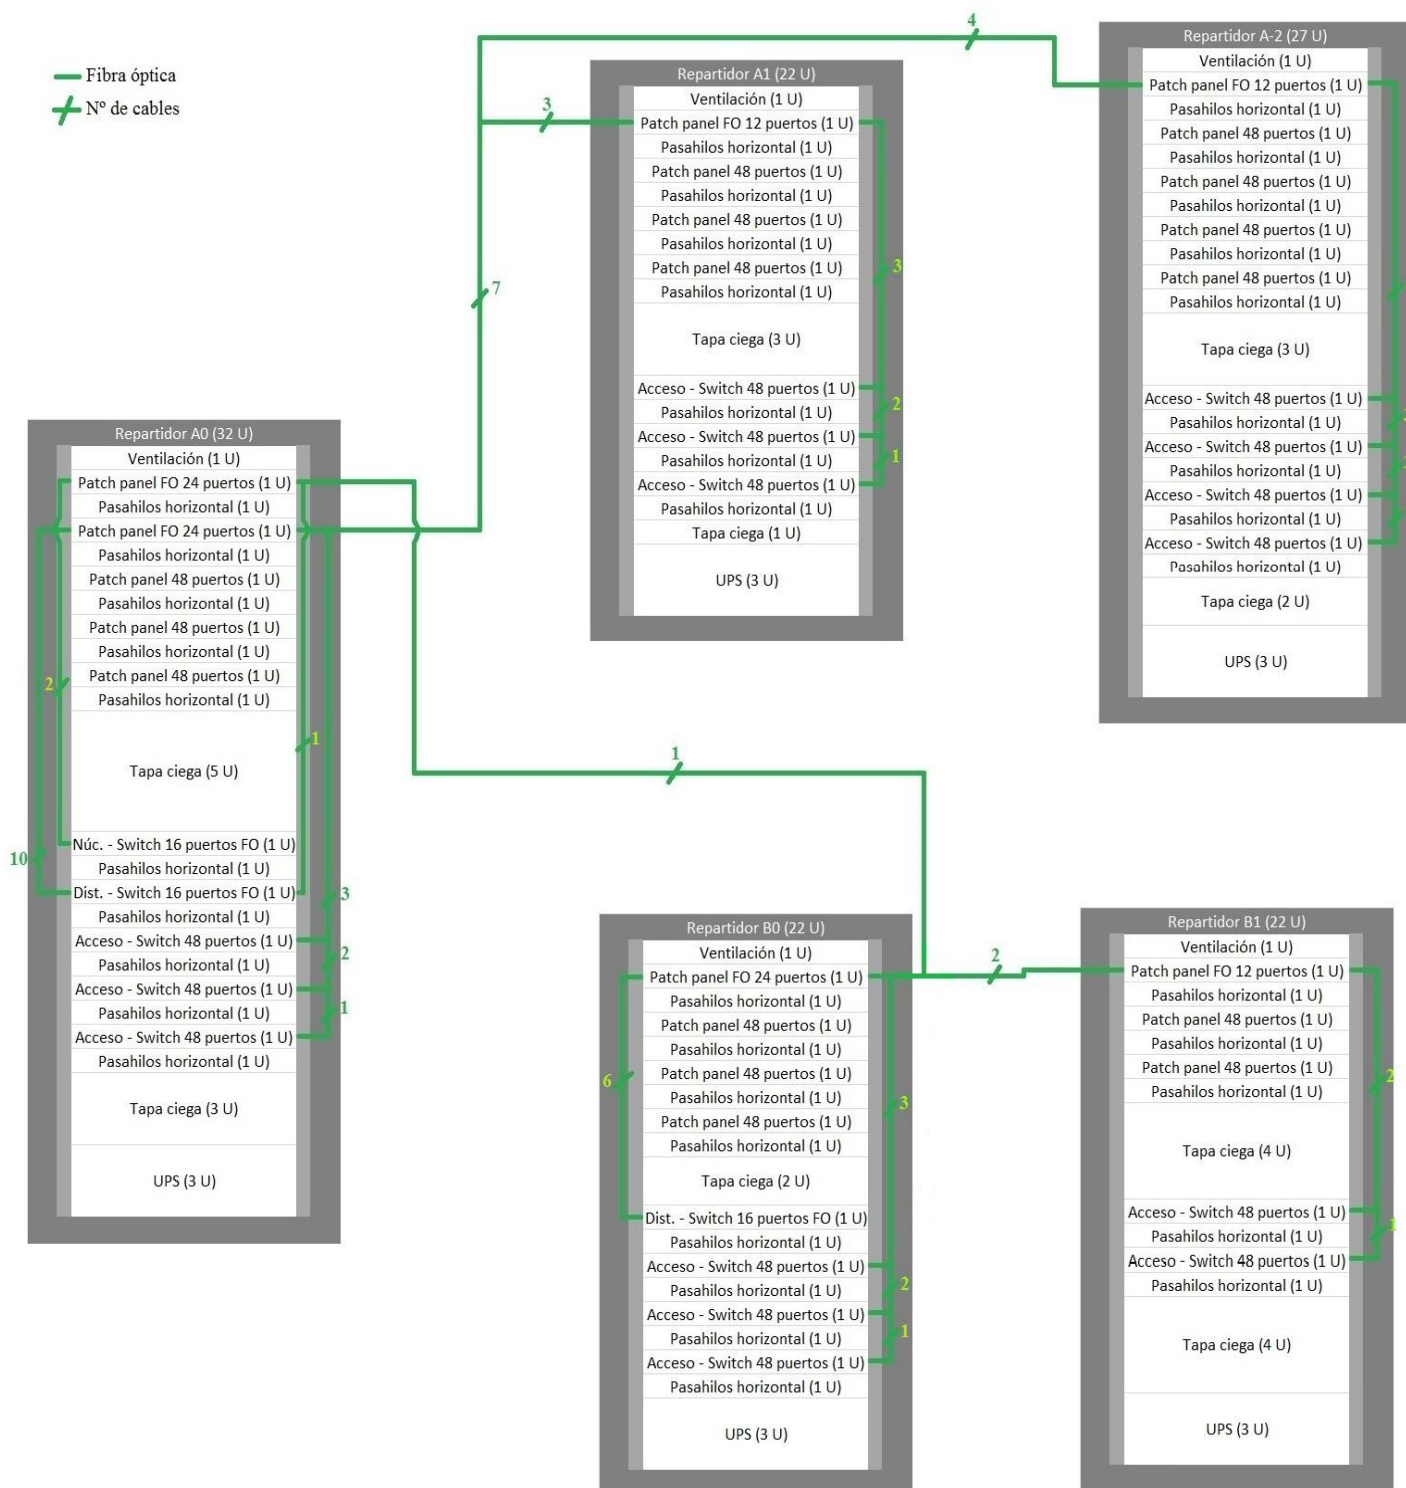 Fibra óptica
Nº de cables
4
3
7
1
2
Repartidor A1 (22 U)
Ventilación (1 U)
Patch panel FO 12 puertos (1 U)
Pasahilos horizontal (1 U)
Patch panel 48 puertos (1 U)
Pasahilos horizontal (1 U)
Patch panel 48 puertos (1 U)
Pasahilos horizontal (1 U)
Patch panel 48 puertos (1 U)
Pasahilos horizontal (1 U)
Tapa ciega (3 U)
Acceso - Switch 48 puertos (1 U)
Pasahilos horizontal (1 U)
Acceso - Switch 48 puertos (1 U)
Pasahilos horizontal (1 U)
Acceso - Switch 48 puertos (1 U)
Pasahilos horizontal (1 U)
Tapa ciega (1 U)
UPS (3 U)
3
2
1
Repartidor A-2 (27 U)
Ventilación (1 U)
Patch panel FO 12 puertos (1 U)
Pasahilos horizontal (1 U)
Patch panel 48 puertos (1 U)
Pasahilos horizontal (1 U)
Patch panel 48 puertos (1 U)
Pasahilos horizontal (1 U)
Patch panel 48 puertos (1 U)
Pasahilos horizontal (1 U)
Patch panel 48 puertos (1 U)
Pasahilos horizontal (1 U)
Tapa ciega (3 U)
Acceso - Switch 48 puertos (1 U)
Pasahilos horizontal (1 U)
Acceso - Switch 48 puertos (1 U)
Pasahilos horizontal (1 U)
Acceso - Switch 48 puertos (1 U)
Pasahilos horizontal (1 U)
Acceso - Switch 48 puertos (1 U)
Pasahilos horizontal (1 U)
Tapa ciega (2 U)
UPS (3 U)
Repartidor A0 (32 U)
Ventilación (1 U)
Patch panel FO 24 puertos (1 U)
Pasahilos horizontal (1 U)
Patch panel FO 24 puertos (1 U)
Pasahilos horizontal (1 U)
Patch panel 48 puertos (1 U)
Pasahilos horizontal (1 U)
Patch panel 48 puertos (1 U)
Pasahilos horizontal (1 U)
Patch panel 48 puertos (1 U)
Pasahilos horizontal (1 U)
Tapa ciega (5 U)
Núc. - Switch 16 puertos FO (1 U)
Pasahilos horizontal (1 U)
Dist. - Switch 16 puertos FO (1 U)
Pasahilos horizontal (1 U)
Acceso - Switch 48 puertos (1 U)
Pasahilos horizontal (1 U)
Acceso - Switch 48 puertos (1 U)
Pasahilos horizontal (1 U)
Acceso - Switch 48 puertos (1 U)
Pasahilos horizontal (1 U)
Tapa ciega (3 U)
UPS (3 U)
2
1
10
3
2
1
Repartidor B0 (22 U)
Ventilación (1 U)
Patch panel FO 24 puertos (1 U)
Pasahilos horizontal (1 U)
Patch panel 48 puertos (1 U)
Pasahilos horizontal (1 U)
Patch panel 48 puertos (1 U)
Pasahilos horizontal (1 U)
Patch panel 48 puertos (1 U)
Pasahilos horizontal (1 U)
Tapa ciega (2 U)
Dist. - Switch 16 puertos FO (1 U)
Pasahilos horizontal (1 U)
Acceso - Switch 48 puertos (1 U)
Pasahilos horizontal (1 U)
Acceso - Switch 48 puertos (1 U)
Pasahilos horizontal (1 U)
Acceso - Switch 48 puertos (1 U)
Pasahilos horizontal (1 U)
UPS (3 U)
6
3
2
1
Repartidor B1 (22 U)
Ventilación (1 U)
Patch panel FO 12 puertos (1 U)
Pasahilos horizontal (1 U)
Patch panel 48 puertos (1 U)
Pasahilos horizontal (1 U)
Patch panel 48 puertos (1 U)
Pasahilos horizontal (1 U)
Tapa ciega (4 U)
Acceso - Switch 48 puertos (1 U)
Pasahilos horizontal (1 U)
Acceso - Switch 48 puertos (1 U)
Pasahilos horizontal (1 U)
Tapa ciega (4 U)
UPS (3 U)
2
1